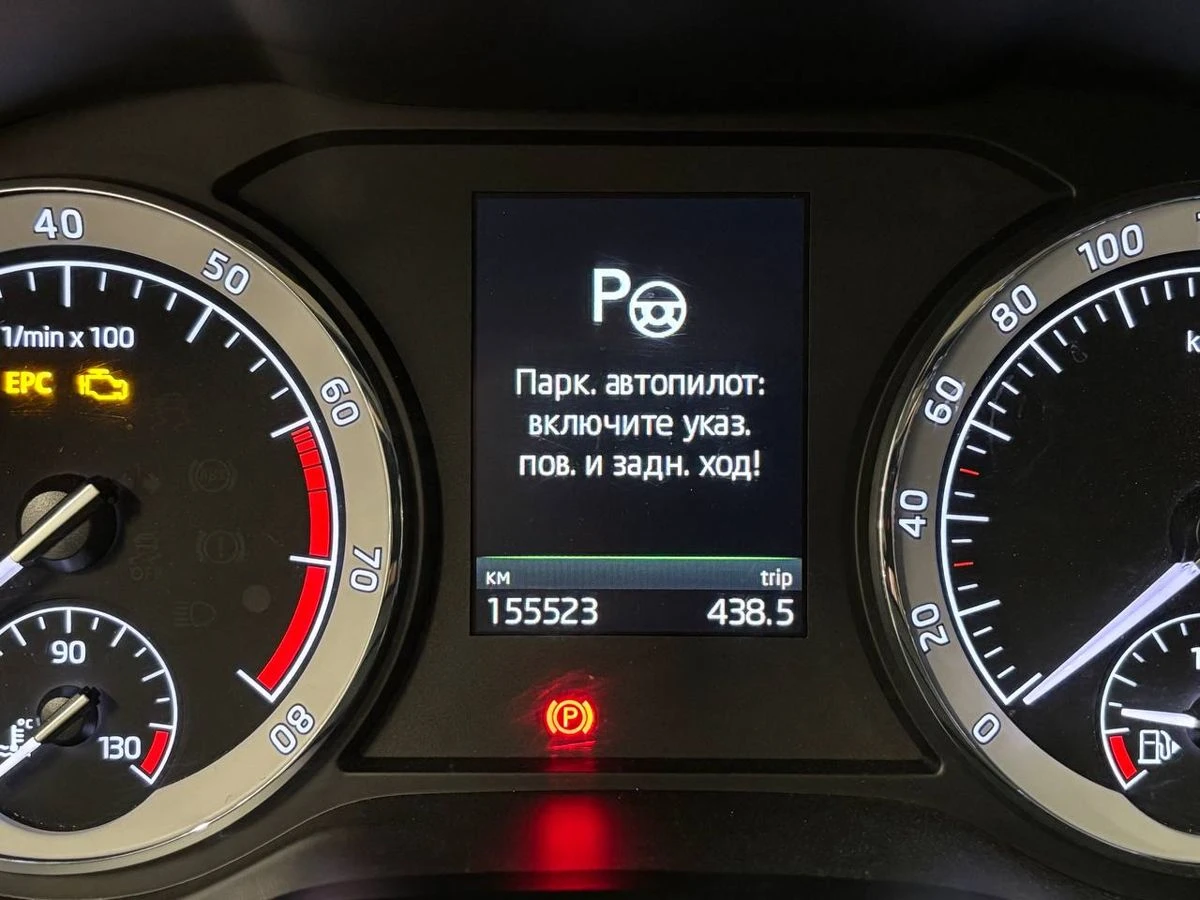 40
50
60
70
80
1/min x 100
EPC
90
130
°C
P
Парк. автопилот:
включите указ.
пов. и задн. ход!
км
trip
155523
438.5
P
100
80
60
40
20
0